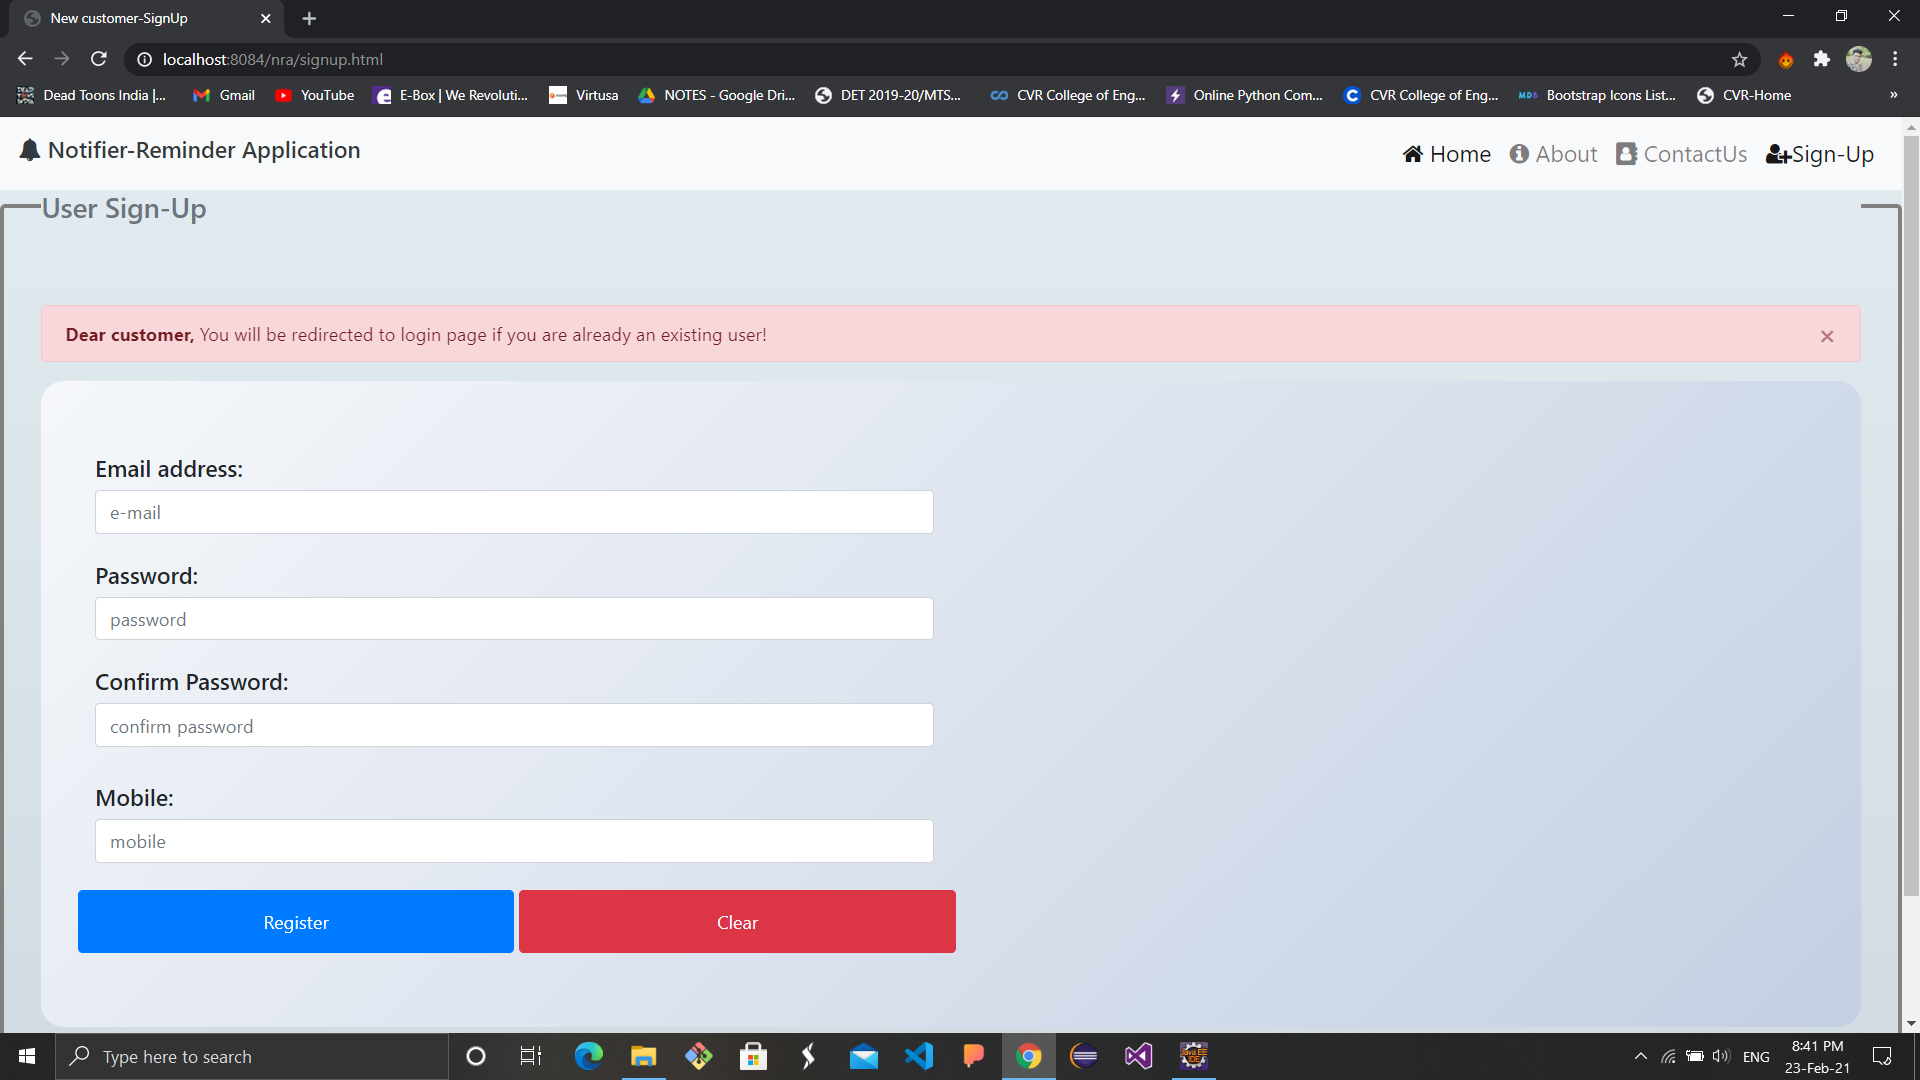 New customer-SignUp
localhost:8084/nra/signup.html
Dead Toons India |... Gmail YouTube E-Box | We Revoluti... Virtusa NOTES - Google Dri... DET 2019-20/MTS... CVR College of Eng... Online Python Com... CVR College of Eng... MDB Bootstrap Icons List... CVR-Home »
Notifier-Reminder Application Home About ContactUs Sign-Up
User Sign-Up
Dear customer, You will be redirected to login page if you are already an existing user! ×
Email address:
e-mail
Password:
password
Confirm Password:
confirm password
Mobile:
mobile
Register Clear
Type here to search
Java EE
IDE
ENG
8:41 PM
23-Feb-21